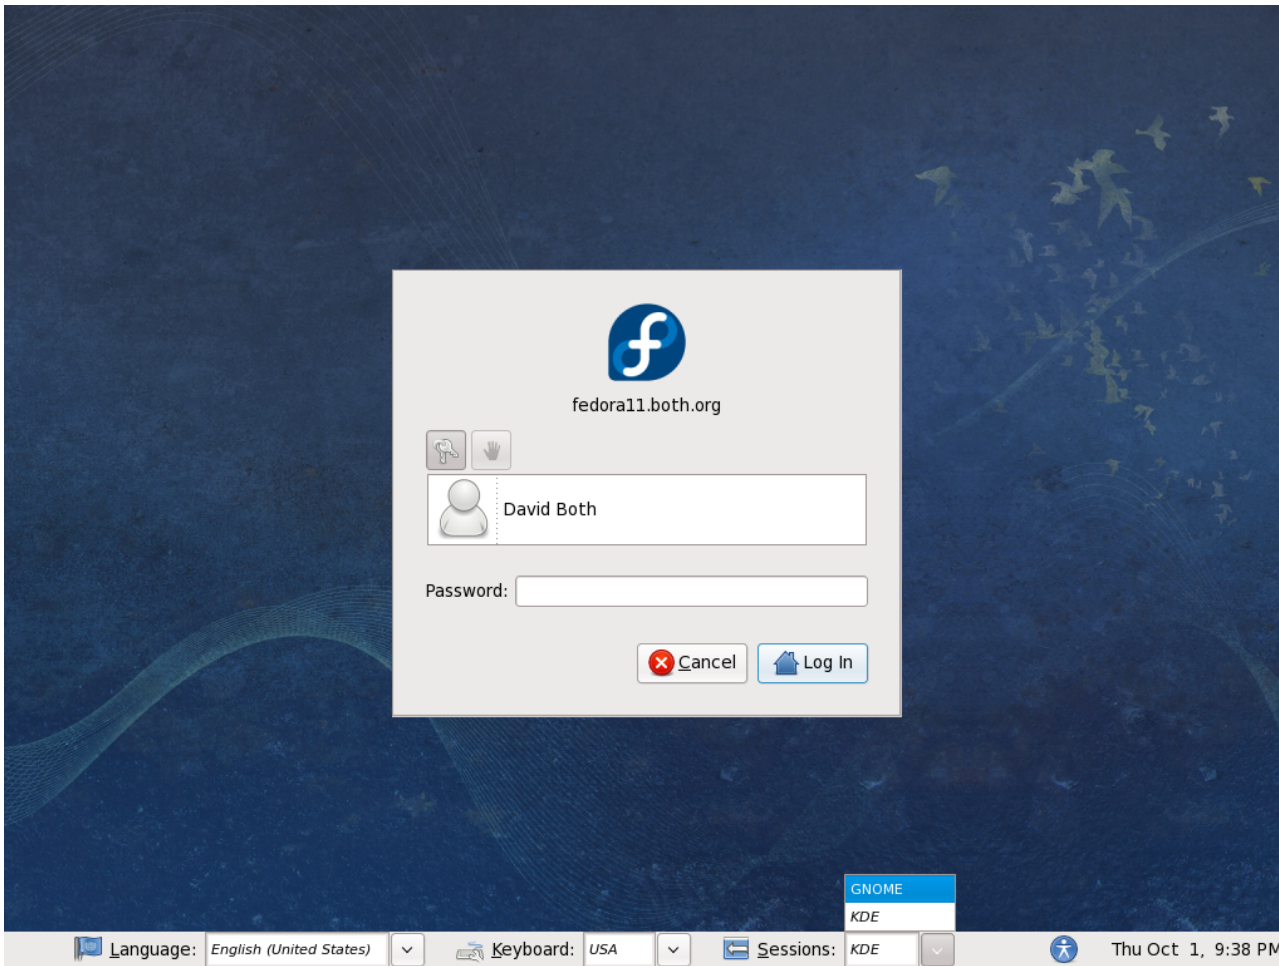 fedora11.both.org
David Both
Password:
Cancel Log In
GNOME
KDE
Language: English (United States) Keyboard: USA Sessions: KDE Thu Oct 1, 9:38 PM